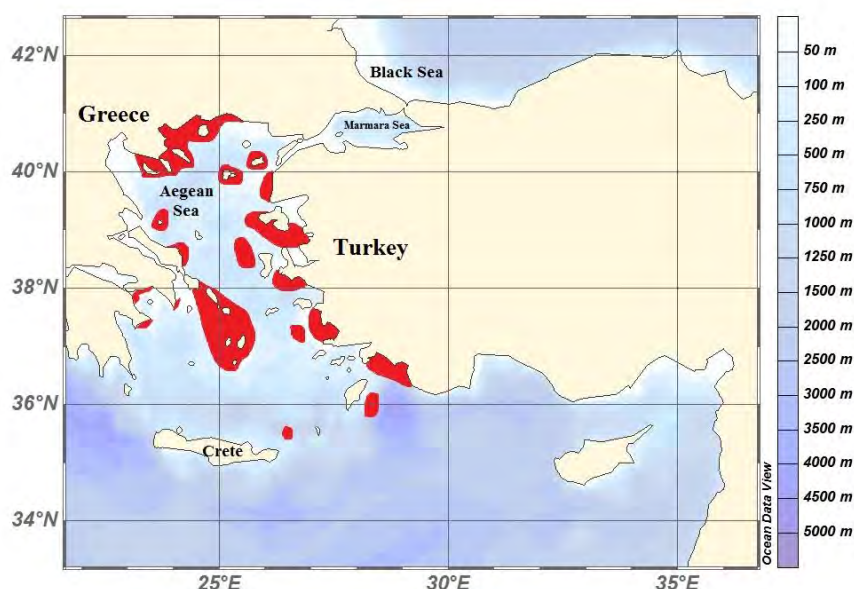 42°N
40°N
38°N
36°N
34°N
25°E
30°E
35°E
Black Sea
Greece
Marmara Sea
Aegean
Sea
Turkey
Crete
50 m
100 m
250 m
500 m
750 m
1000 m
1250 m
1500 m
2000 m
2500 m
3000 m
4000 m
4500 m
5000 m
Ocean Data View